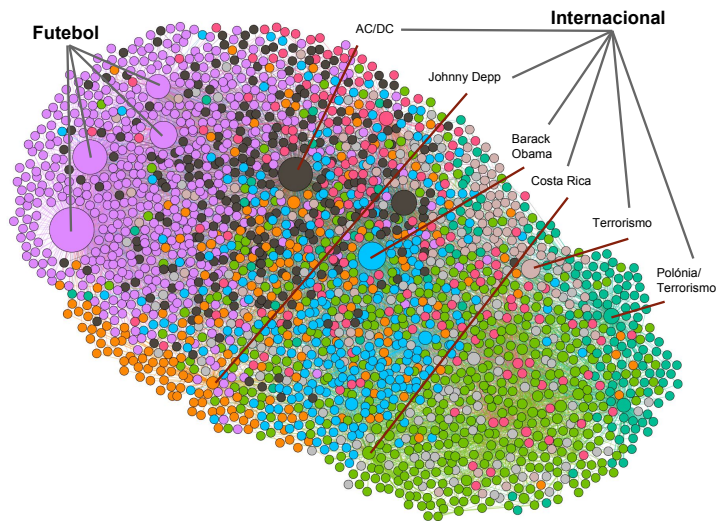 Internacional
Futebol
AC/DC
Johnny Depp
Barack
Obama
Costa Rica
Terrorismo
Polónia/
Terrorismo